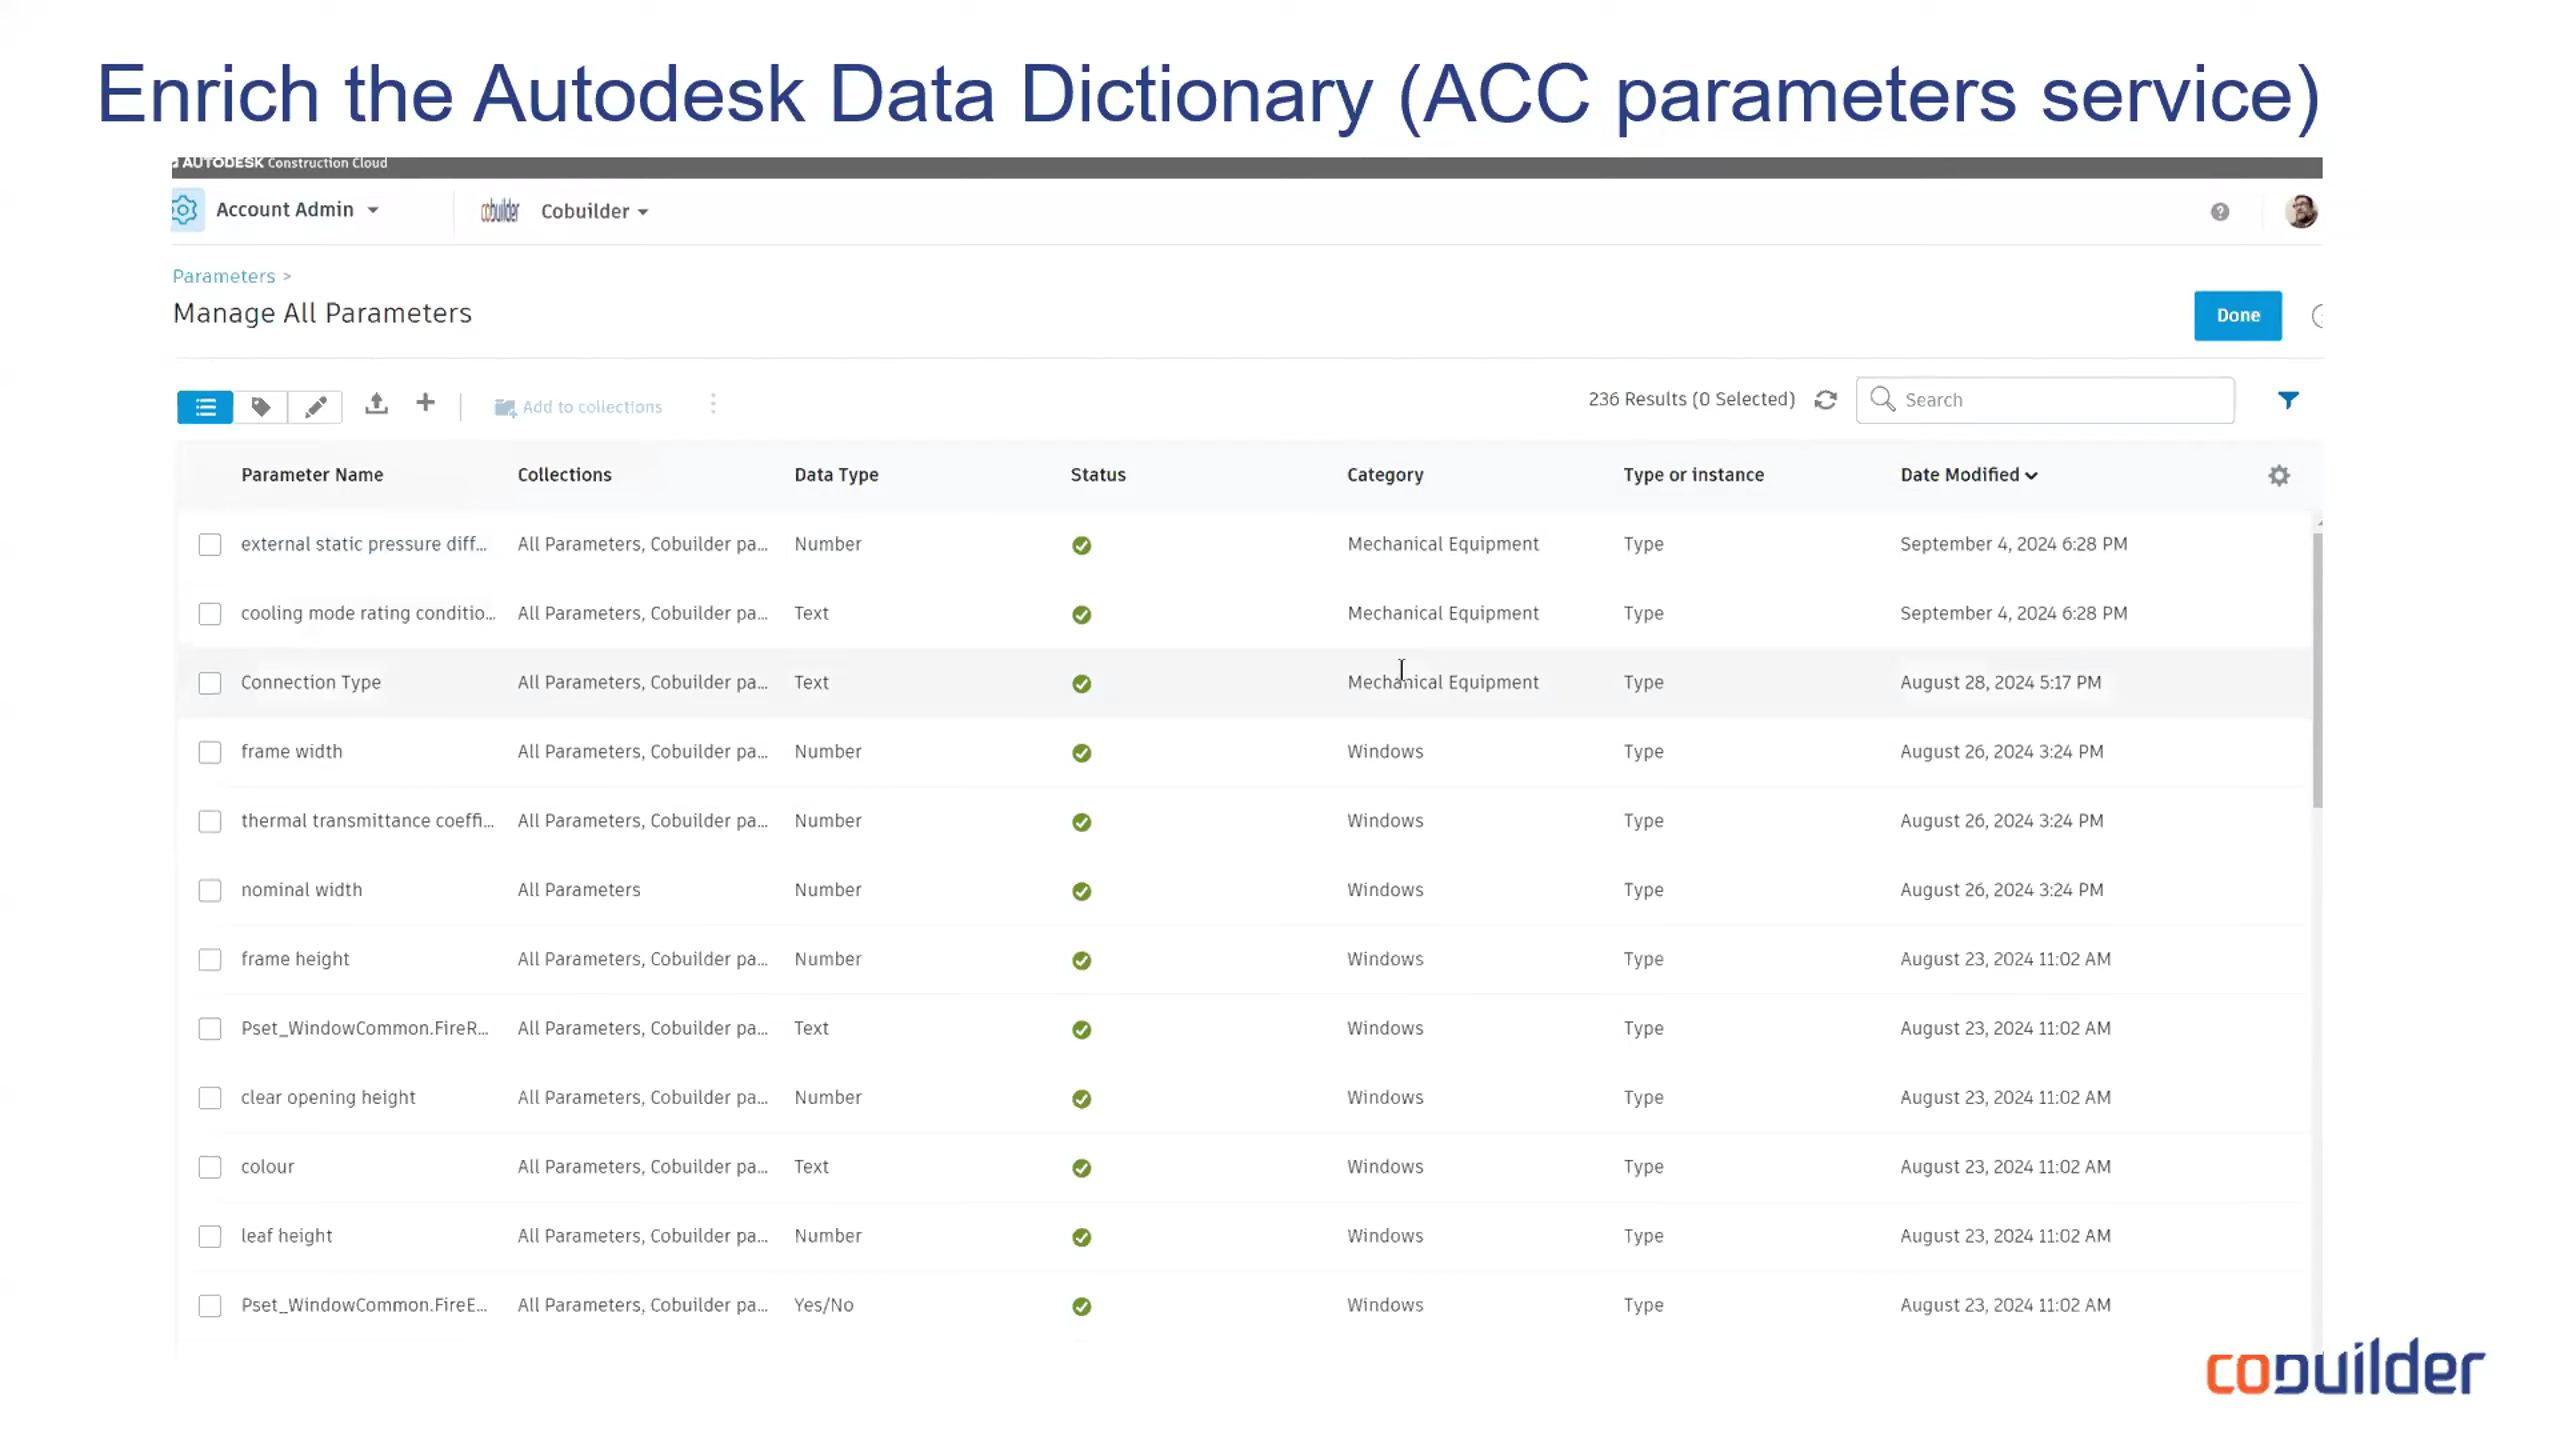 Enrich the Autodesk Data Dictionary (ACC parameters service)
AUTODESK Construction Cloud
Account Admin cobuilder Cobuilder
Parameters >
Manage All Parameters
Done
Add to collections 236 Results (0 Selected) Search
Parameter Name Collections Data Type Status Category Type or instance Date Modified
external static pressure diff... All Parameters, Cobuilder pa... Number Mechanical Equipment Type September 4, 2024 6:28 PM
cooling mode rating conditio... All Parameters, Cobuilder pa... Text Mechanical Equipment Type September 4, 2024 6:28 PM
Connection Type All Parameters, Cobuilder pa... Text Mechanical Equipment Type August 28, 2024 5:17 PM
frame width All Parameters, Cobuilder pa... Number Windows Type August 26, 2024 3:24 PM
thermal transmittance coeffi... All Parameters, Cobuilder pa... Number Windows Type August 26, 2024 3:24 PM
nominal width All Parameters Number Windows Type August 26, 2024 3:24 PM
frame height All Parameters, Cobuilder pa... Number Windows Type August 23, 2024 11:02 AM
Pset_WindowCommon.FireR... All Parameters, Cobuilder pa... Text Windows Type August 23, 2024 11:02 AM
clear opening height All Parameters, Cobuilder pa... Number Windows Type August 23, 2024 11:02 AM
colour All Parameters, Cobuilder pa... Text Windows Type August 23, 2024 11:02 AM
leaf height All Parameters, Cobuilder pa... Number Windows Type August 23, 2024 11:02 AM
Pset_WindowCommon.FireE... All Parameters, Cobuilder pa... Yes/No Windows Type August 23, 2024 11:02 AM
cobuilder